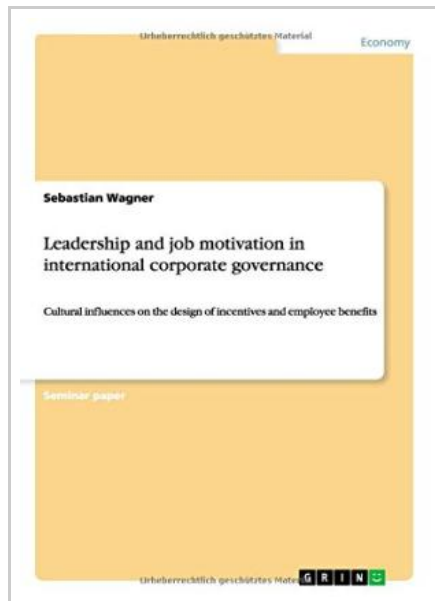 Urheberrechtlich geschütztes Material
Economy
Sebastian Wagner
Leadership and job motivation in
international corporate governance
Cultural influences on the design of incentives and employee benefits
Seminar paper
Urheberrechtlich geschütztes Mate
GRIN